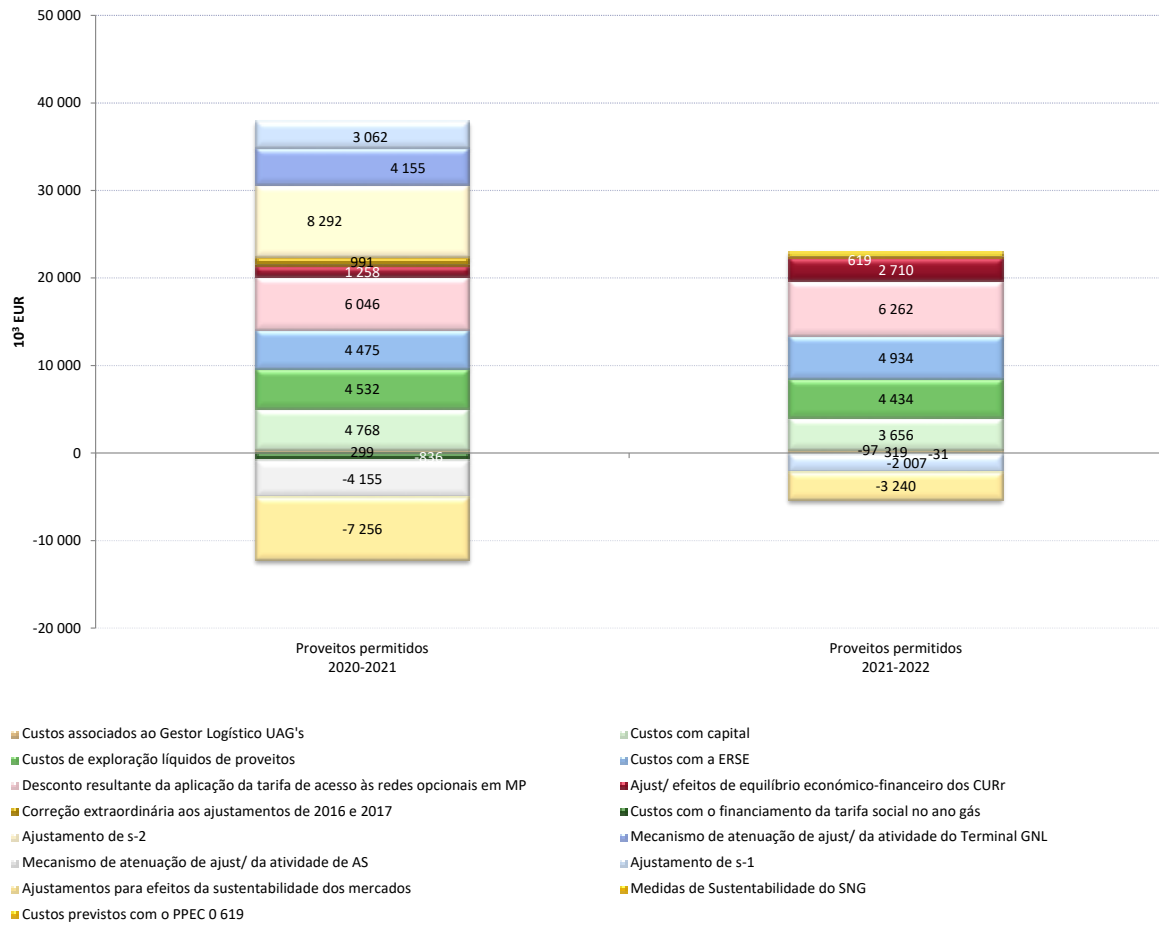 50 000
40 000
30 000
20 000
10 000
0
-10 000
-20 000
10³ EUR
3 062
4 155
8 292
991
1 258
6 046
4 475
4 532
4 768
299
-836
-4 155
-7 256
619
2 710
6 262
4 934
4 434
3 656
-97 319 -31
-2 007
-3 240
Proveitos permitidos
2020-2021
Proveitos permitidos
2021-2022
Custos associados ao Gestor Logístico UAG's
Custos com capital
Custos de exploração líquidos de proveitos
Custos com a ERSE
Desconto resultante da aplicação da tarifa de acesso às redes opcionais em MP
Ajust/ efeitos de equilíbrio económico-financeiro dos CURr
Correção extraordinária aos ajustamentos de 2016 e 2017
Custos com o financiamento da tarifa social no ano gás
Ajustamento de s-2
Mecanismo de atenuação de ajust/ da atividade do Terminal GNL
Mecanismo de atenuação de ajust/ da atividade de AS
Ajustamento de s-1
Ajustamentos para efeitos da sustentabilidade dos mercados
Medidas de Sustentabilidade do SNG
Custos previstos com o PPEC 0 619